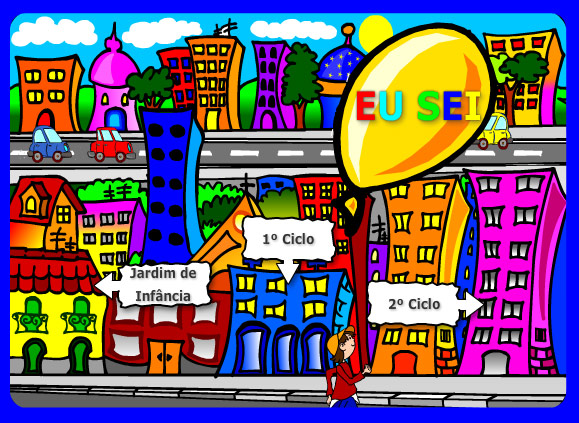 EU SEI
1º Ciclo
Jardim de
Infância
2º Ciclo